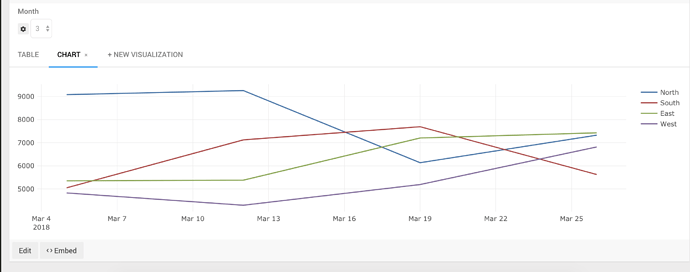 Month
3
TABLE CHART × + NEW VISUALIZATION
9000
8000
7000
6000
5000
Mar 4 Mar 7 Mar 10 Mar 13 Mar 16 Mar 19 Mar 22 Mar 25
2018
North
South
East
West
Edit <> Embed